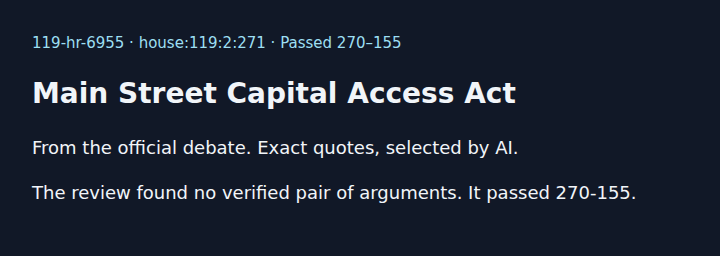 119-hr-6955 · house:119:2:271 · Passed 270–155
Main Street Capital Access Act
From the official debate. Exact quotes, selected by AI.
The review found no verified pair of arguments. It passed 270-155.